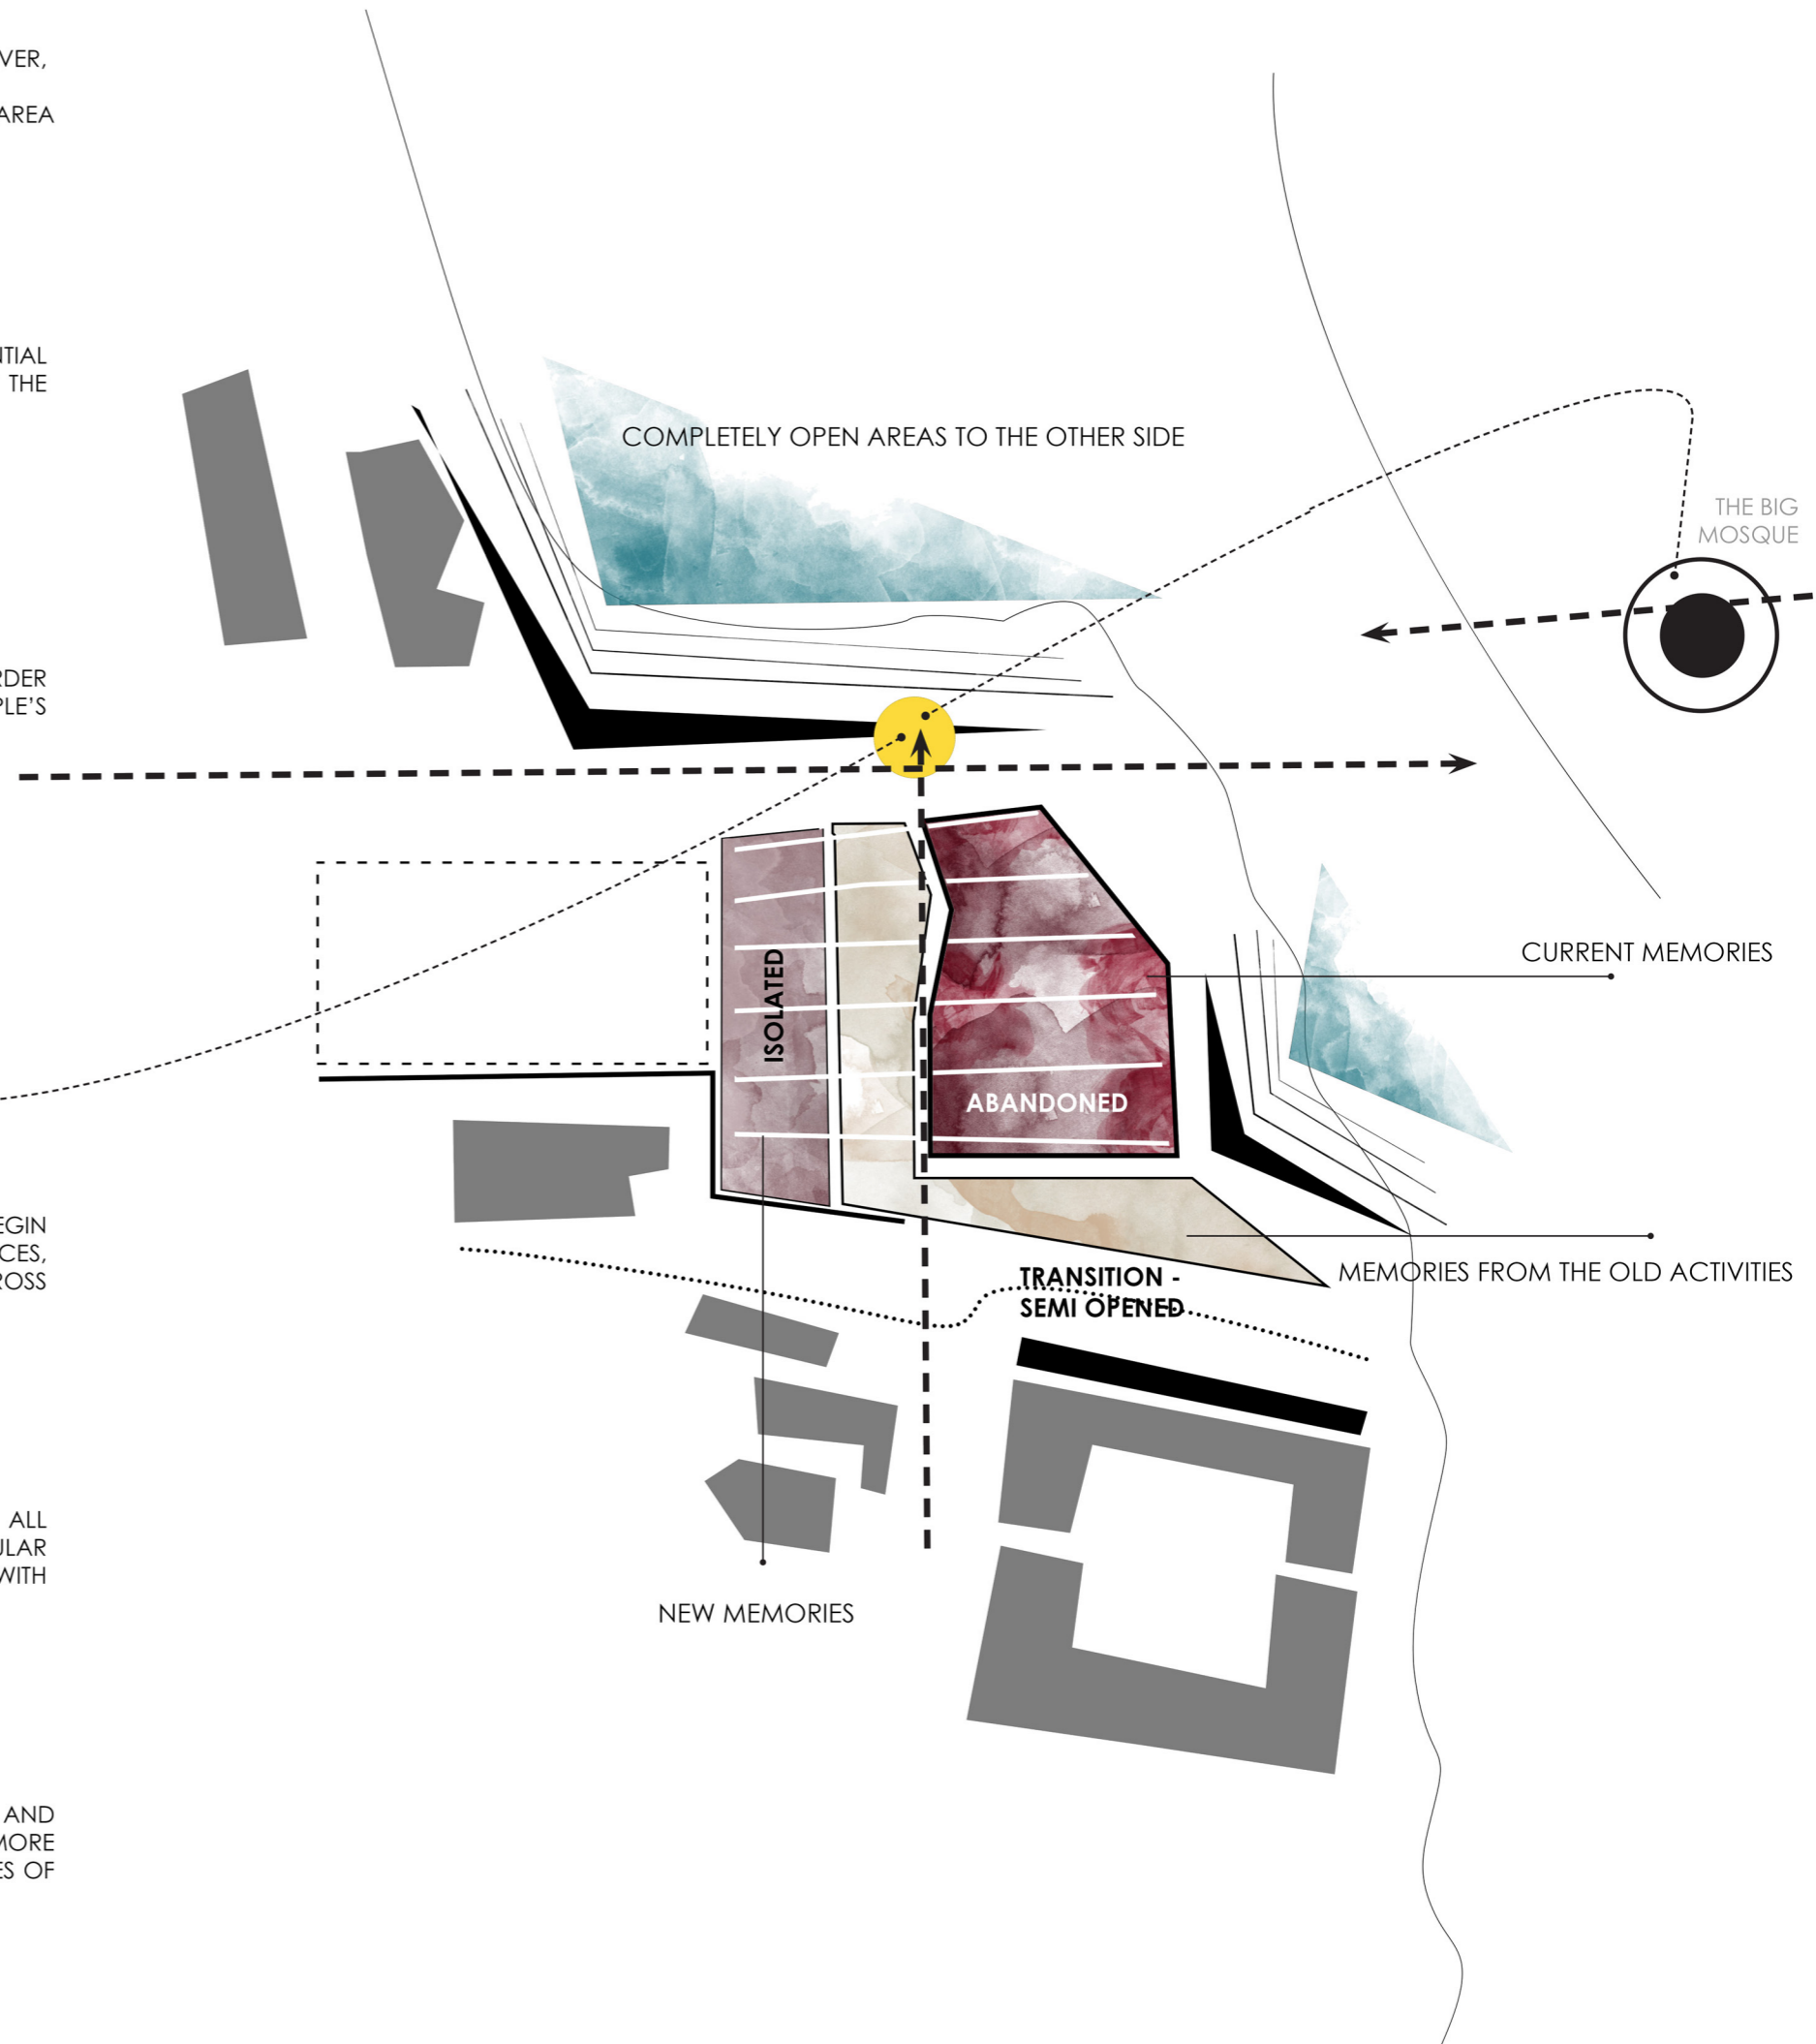 VER,
AREA
NTIAL
THE
COMPLETELY OPEN AREAS TO THE OTHER SIDE
THE BIG
MOSQUE
RDER
PLE'S
CURRENT MEMORIES
ISOLATED
ABANDONED
EGIN
CES,
ROSS
TRANSITION -
SEMI OPENED
MEMORIES FROM THE OLD ACTIVITIES
ALL
ULAR
WITH
NEW MEMORIES
AND
MORE
ES OF